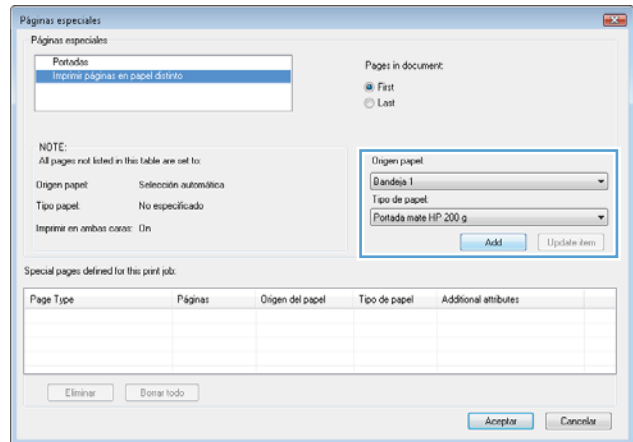 Páginas especiales
Páginas especiales
Portadas
Imprimir páginas en papel distinto
Pages in document:
First
Last
NOTE:
All pages not listed in this table are set to:
Origen papel: Selección automática
Tipo papel: No especificado
Imprimir en ambas caras: On
Origen papel:
Bandeja 1
Tipo de papel:
Portada mate HP 200 g
Add Update item
Special pages defined for this print job:
Page Type Páginas Origen del papel Tipo de papel Additional attributes
Eliminar Borrar todo
Aceptar Cancelar